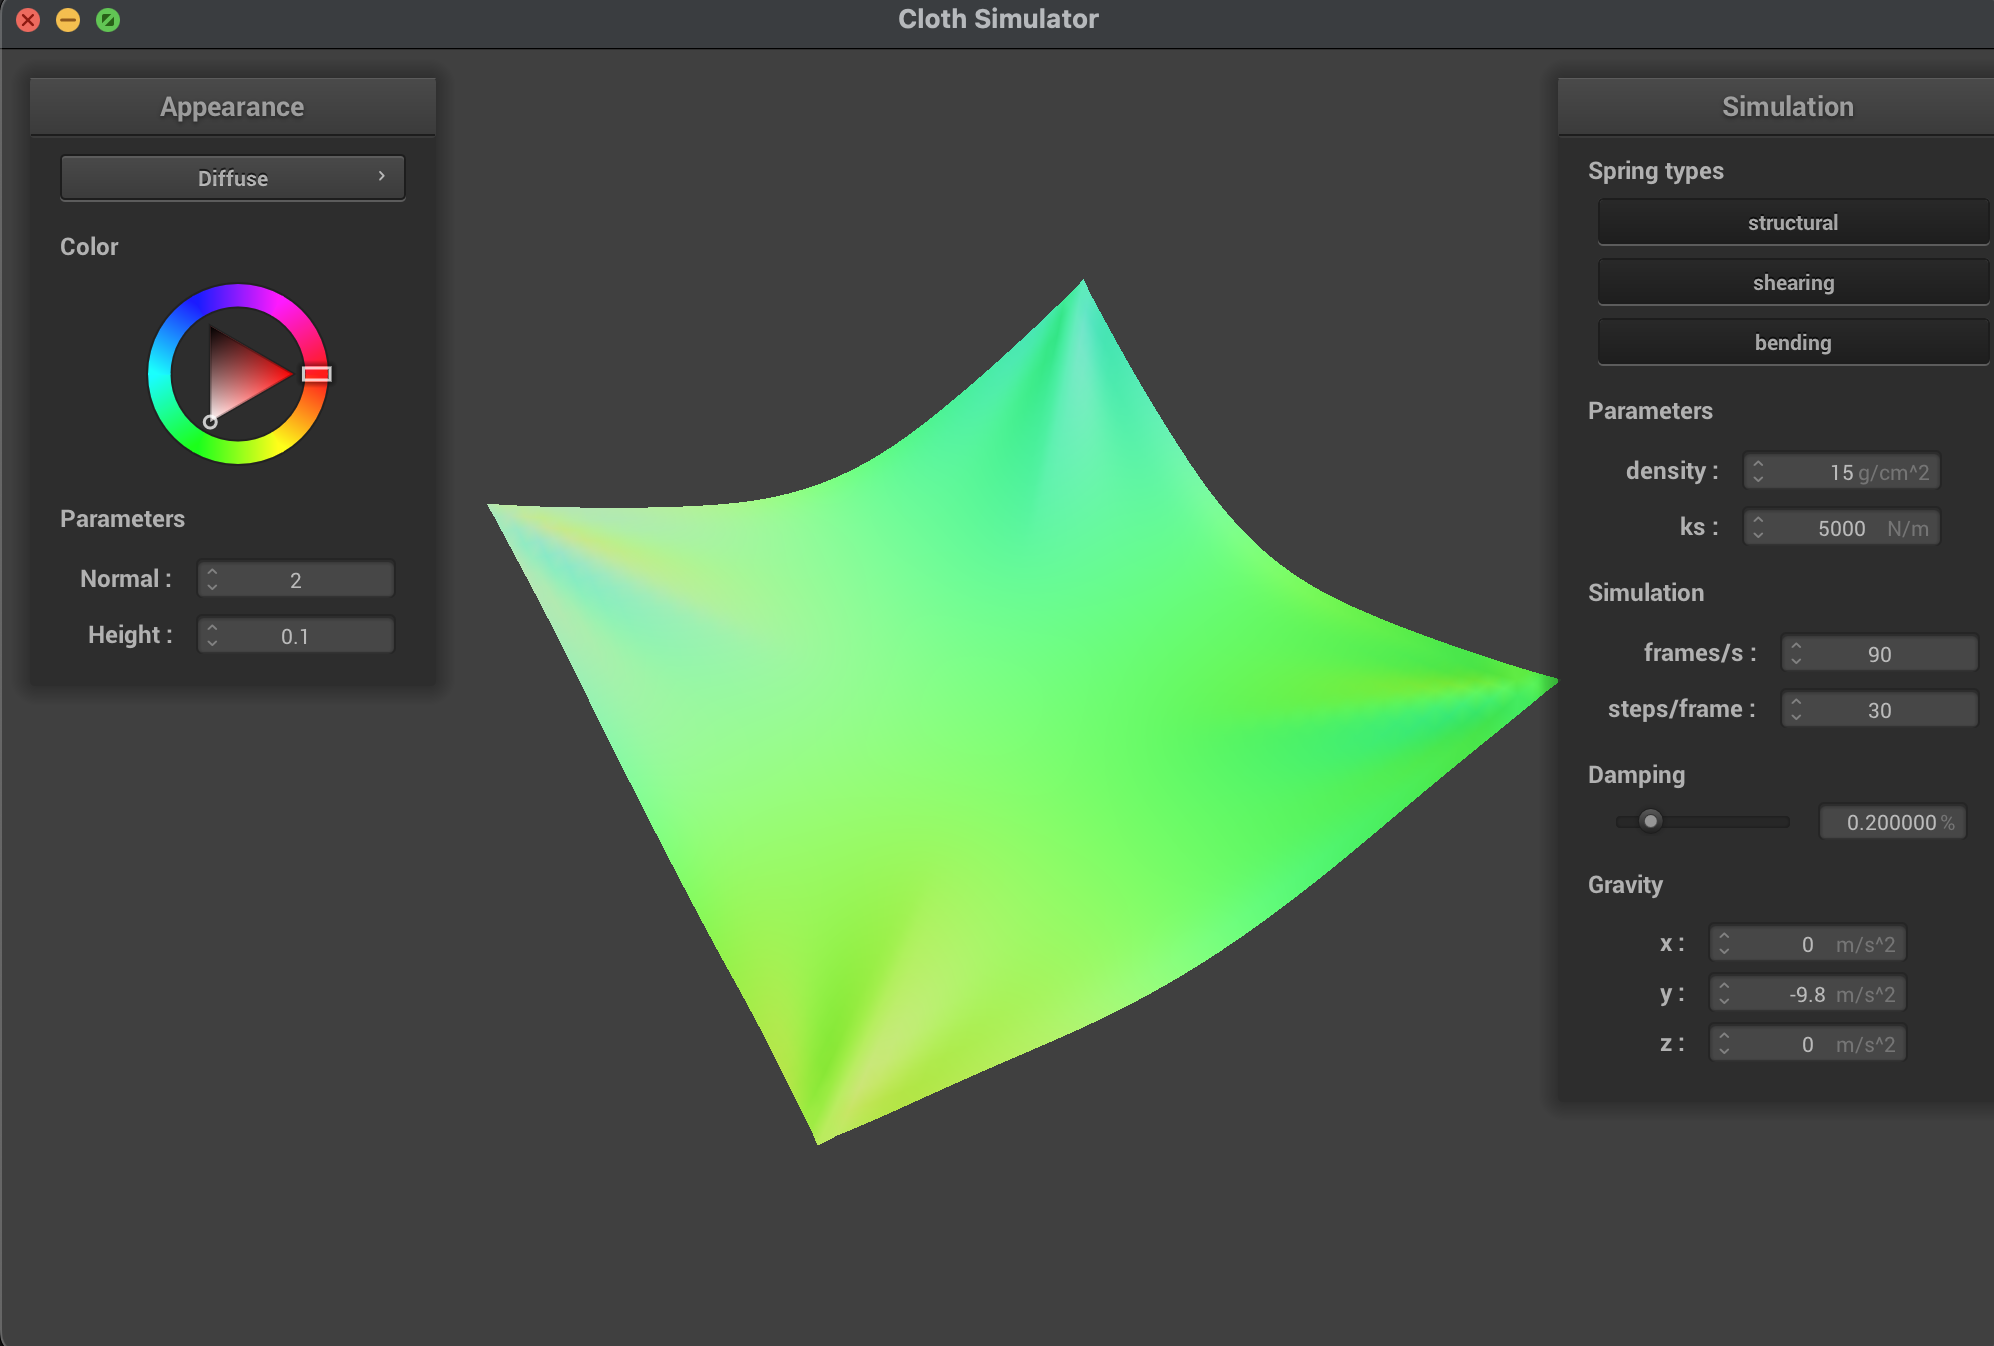 Cloth Simulator
Appearance
Diffuse
Color
Parameters
Normal : 2
Height : 0.1
Simulation
Spring types
structural
shearing
bending
Parameters
density : 15 g/cm^2
ks : 5000 N/m
Simulation
frames/s : 90
steps/frame : 30
Damping
0.200000 %
Gravity
x : 0 m/s^2
y : -9.8 m/s^2
z : 0 m/s^2